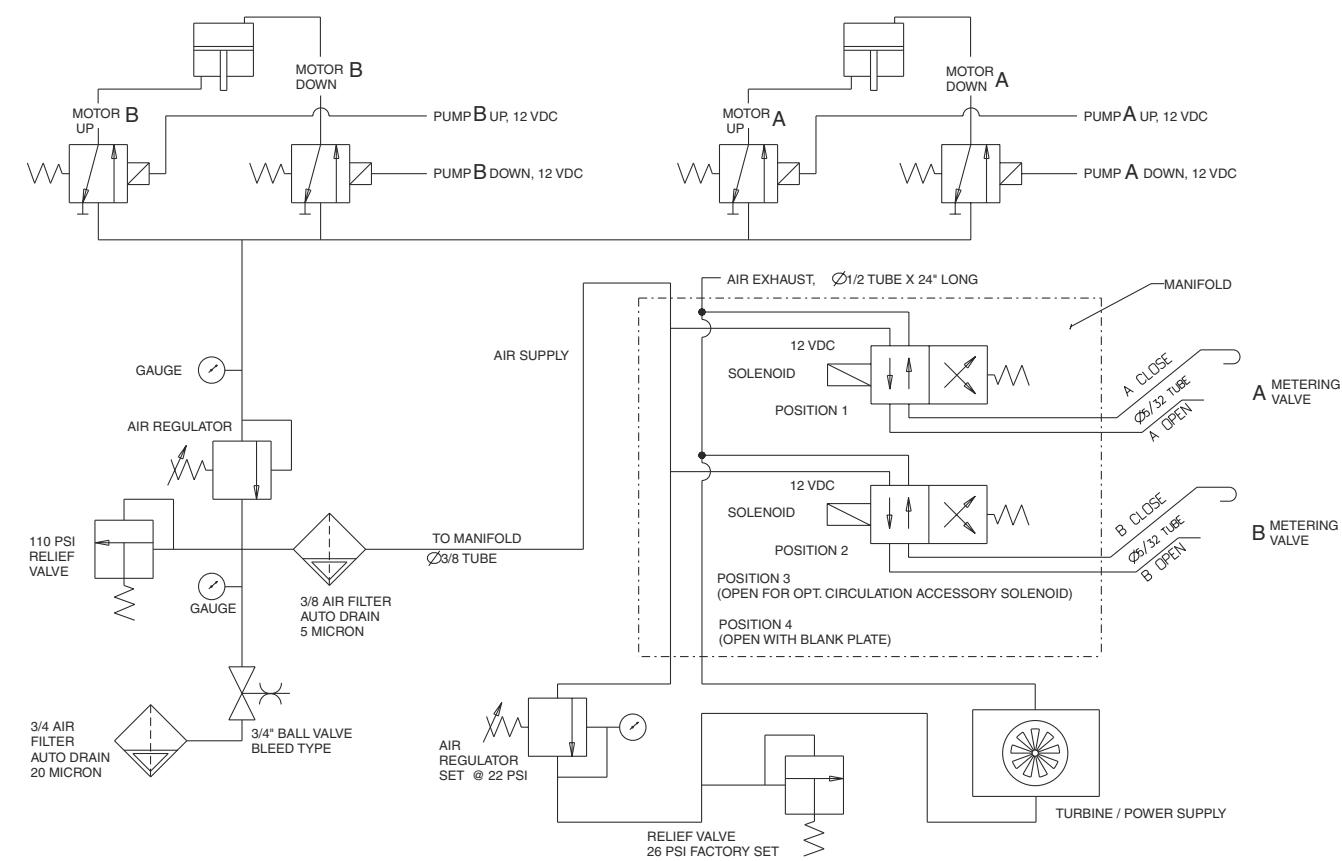 MOTOR B
DOWN
MOTOR B
UP
PUMP B UP, 12 VDC
PUMP B DOWN, 12 VDC
MOTOR A
DOWN
MOTOR A
UP
PUMP A UP, 12 VDC
PUMP A DOWN, 12 VDC
AIR EXHAUST, Ø1/2 TUBE X 24" LONG
MANIFOLD
AIR SUPPLY
12 VDC
SOLENOID
POSITION 1
A CLOSE
Ø5/32 TUBE
A OPEN
A METERING
VALVE
12 VDC
SOLENOID
POSITION 2
B CLOSE
Ø5/32 TUBE
B OPEN
B METERING
VALVE
POSITION 3
(OPEN FOR OPT. CIRCULATION ACCESSORY SOLENOID)
POSITION 4
(OPEN WITH BLANK PLATE)
GAUGE
AIR REGULATOR
110 PSI
RELIEF
VALVE
TO MANIFOLD
Ø3/8 TUBE
GAUGE
3/8 AIR FILTER
AUTO DRAIN
5 MICRON
3/4 AIR
FILTER
AUTO DRAIN
20 MICRON
3/4" BALL VALVE
BLEED TYPE
AIR
REGULATOR
SET @ 22 PSI
RELIEF VALVE
26 PSI FACTORY SET
TURBINE / POWER SUPPLY